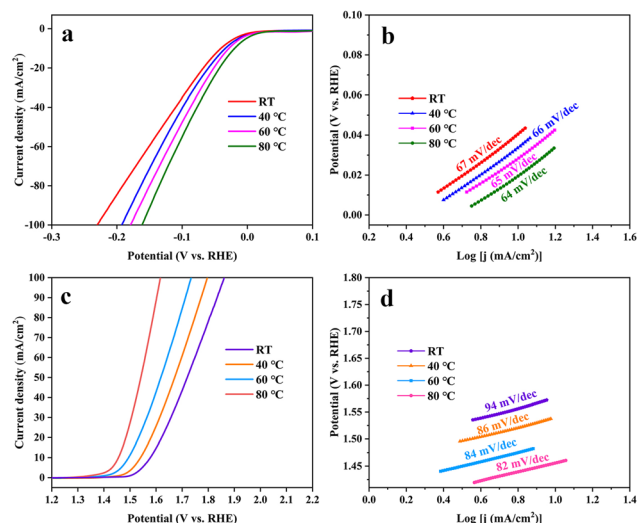 a
Current density (mA/cm²)
0
-20
-40
-60
-80
-100
RT
40 °C
60 °C
80 °C
-0.3
-0.2
-0.1
0.0
0.1
Potential (V vs. RHE)
b
Potential (V vs. RHE)
0.10
0.08
0.06
0.04
0.02
0.00
RT
40 °C
60 °C
80 °C
67 mV/dec
66 mV/dec
65 mV/dec
64 mV/dec
0.2
0.4
0.6
0.8
1.0
1.2
1.4
1.6
Log [j (mA/cm²)]
c
Current density (mA/cm²)
100
90
80
70
60
50
40
30
20
10
0
RT
40 °C
60 °C
80 °C
1.2
1.3
1.4
1.5
1.6
1.7
1.8
1.9
2.0
2.1
2.2
Potential (V vs. RHE)
d
Potential (V vs. RHE)
1.80
1.75
1.70
1.65
1.60
1.55
1.50
1.45
RT
40 °C
60 °C
80 °C
94 mV/dec
86 mV/dec
84 mV/dec
82 mV/dec
0.0
0.2
0.4
0.6
0.8
1.0
1.2
1.4
Log [j (mA/cm²)]